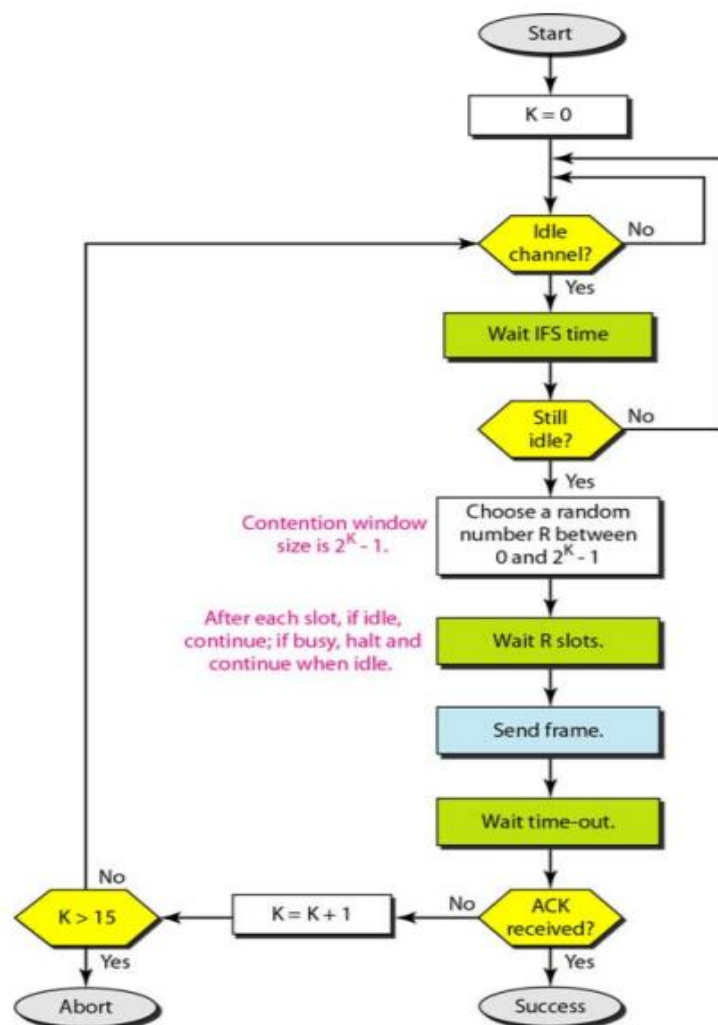 Start
K = 0
Idle
channel?
No
Yes
Wait IFS time
Still
idle?
No
Yes
Contention window
size is 2^K - 1.
Choose a random
number R between
0 and 2^K - 1
After each slot, if idle,
continue; if busy, halt and
continue when idle.
Wait R slots.
Send frame.
Wait time-out.
ACK
received?
No
K = K + 1
No
K > 15
Yes
Yes
Abort
Success